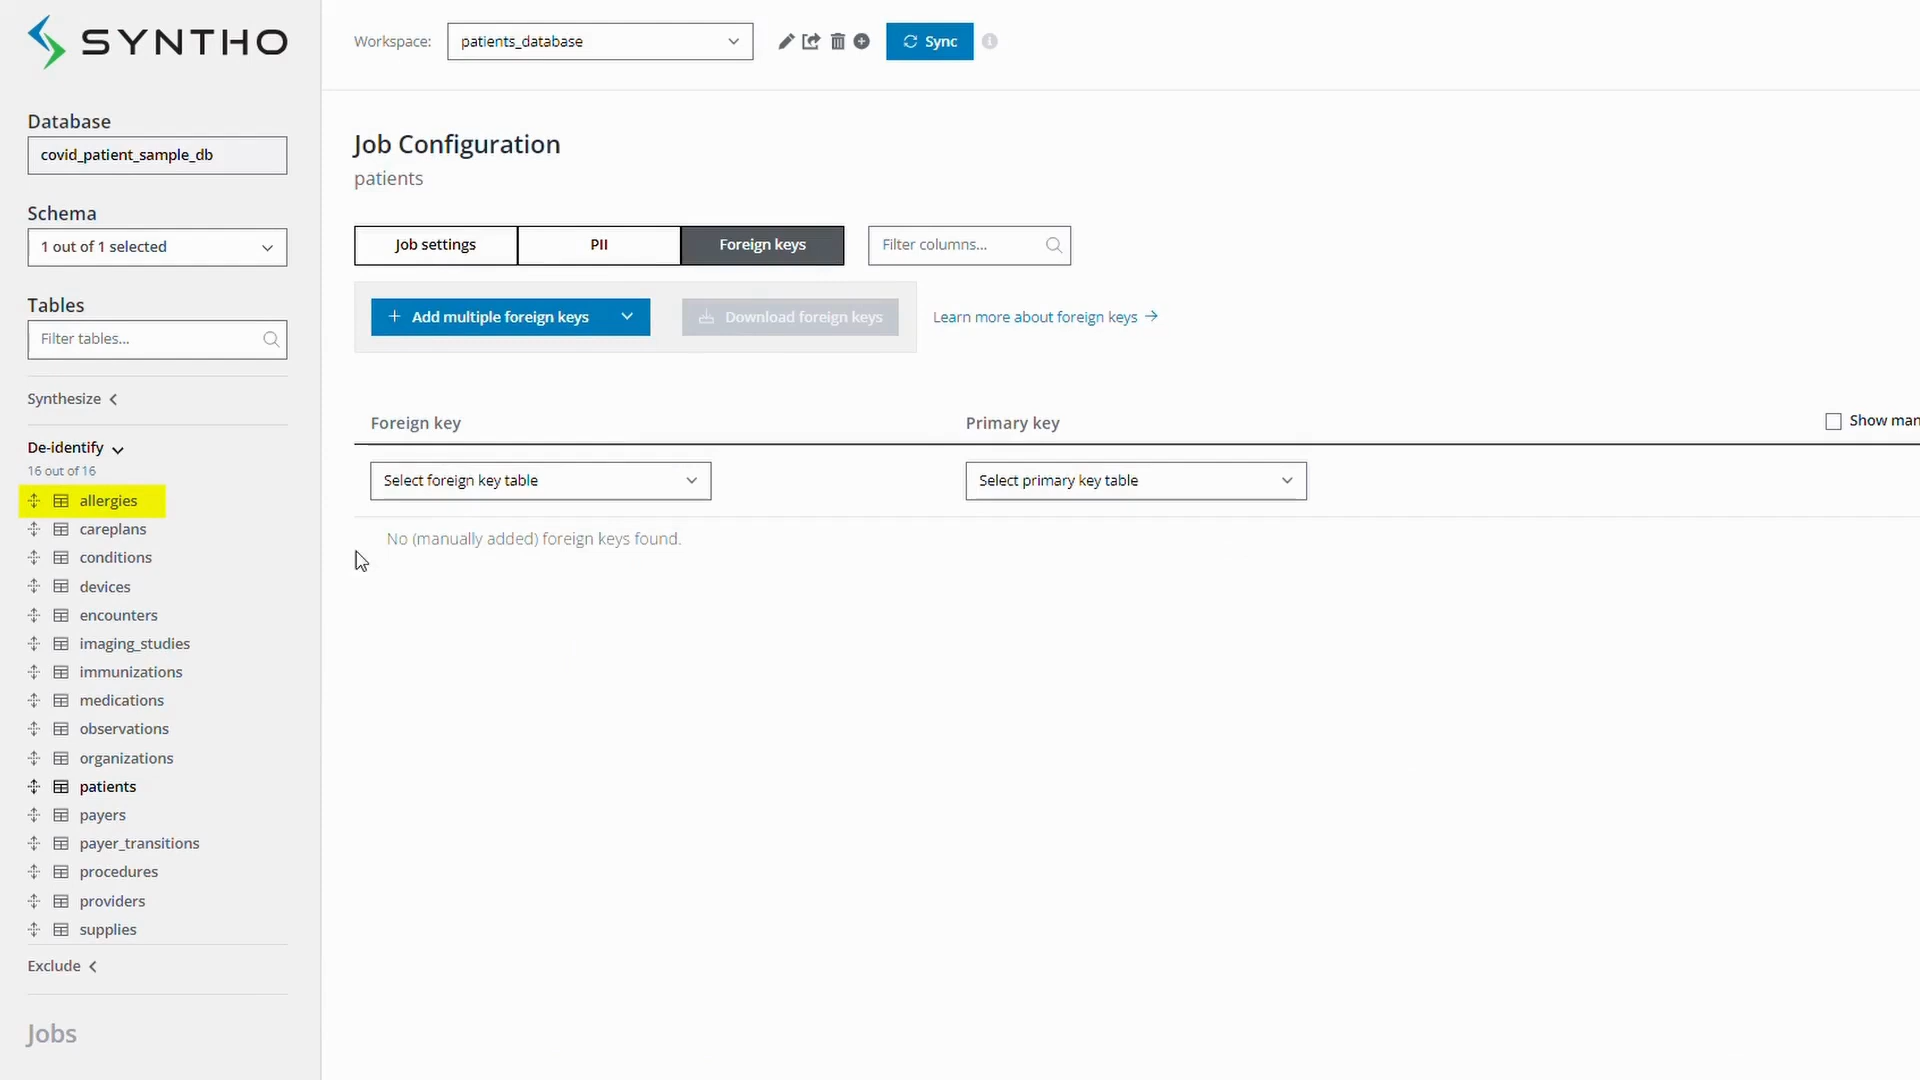 SYNTHO
Workspace:
patients_database
Sync
Database
covid_patient_sample_db
Schema
1 out of 1 selected
Tables
Filter tables...
Synthesize
De-identify
16 out of 16
allergies
careplans
conditions
devices
encounters
imaging_studies
immunizations
medications
observations
organizations
patients
payers
payer_transitions
procedures
providers
supplies
Exclude
Jobs
Job Configuration
patients
Job settings
PII
Foreign keys
Filter columns...
Add multiple foreign keys
Download foreign keys
Learn more about foreign keys →
Foreign key
Primary key
Show man
Select foreign key table
Select primary key table
No (manually added) foreign keys found.